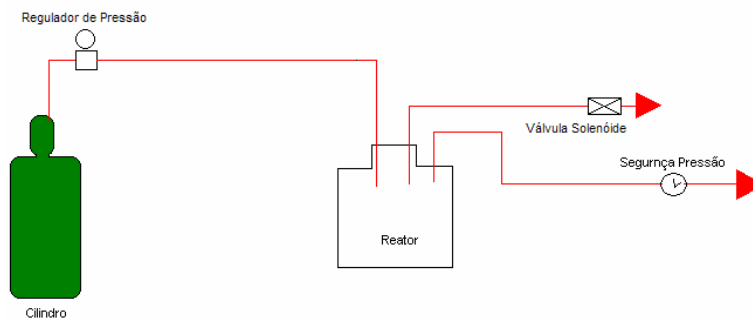 Regulador de Pressão
Válvula Solenóide
Segurnça Pressão
Reator
Cilindro